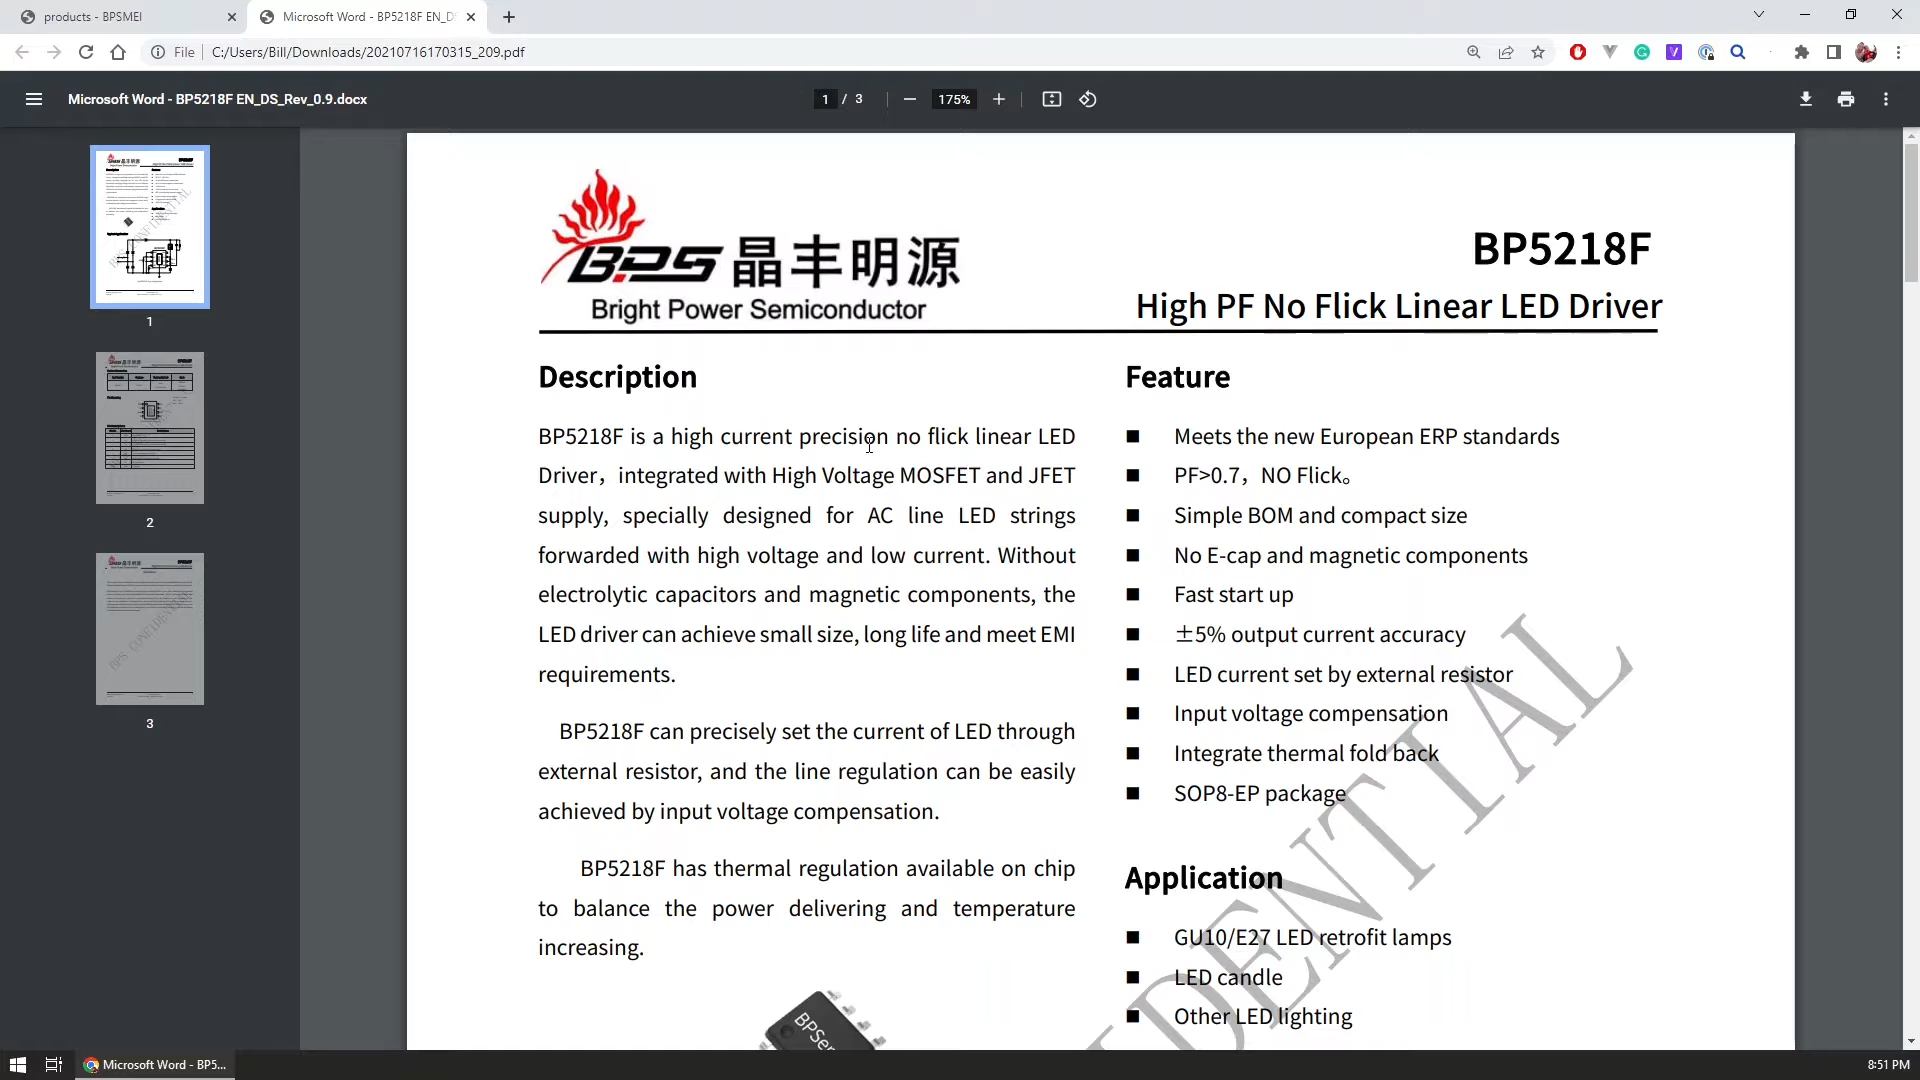 products - BPSMEI
Microsoft Word - BP5218F EN_DS
File
C:/Users/Bill/Downloads/20210716170315_209.pdf
Microsoft Word - BP5218F EN_DS_Rev_0.9.docx
1 / 3
175%
1
2
3
BPS 晶丰明源
Bright Power Semiconductor
BP5218F
High PF No Flick Linear LED Driver
Description
BP5218F is a high current precision no flick linear LED
Driver，integrated with High Voltage MOSFET and JFET
supply, specially designed for AC line LED strings
forwarded with high voltage and low current. Without
electrolytic capacitors and magnetic components, the
LED driver can achieve small size, long life and meet EMI
requirements.
BP5218F can precisely set the current of LED through
external resistor, and the line regulation can be easily
achieved by input voltage compensation.
BP5218F has thermal regulation available on chip
to balance the power delivering and temperature
increasing.
Feature
■ Meets the new European ERP standards
■ PF>0.7，NO Flick。
■ Simple BOM and compact size
■ No E-cap and magnetic components
■ Fast start up
■ ±5% output current accuracy
■ LED current set by external resistor
■ Input voltage compensation
■ Integrate thermal fold back
■ SOP8-EP package
Application
■ GU10/E27 LED retrofit lamps
■ LED candle
■ Other LED lighting
BPSe
IDENTIAL
Microsoft Word - BP5...
8:51 PM